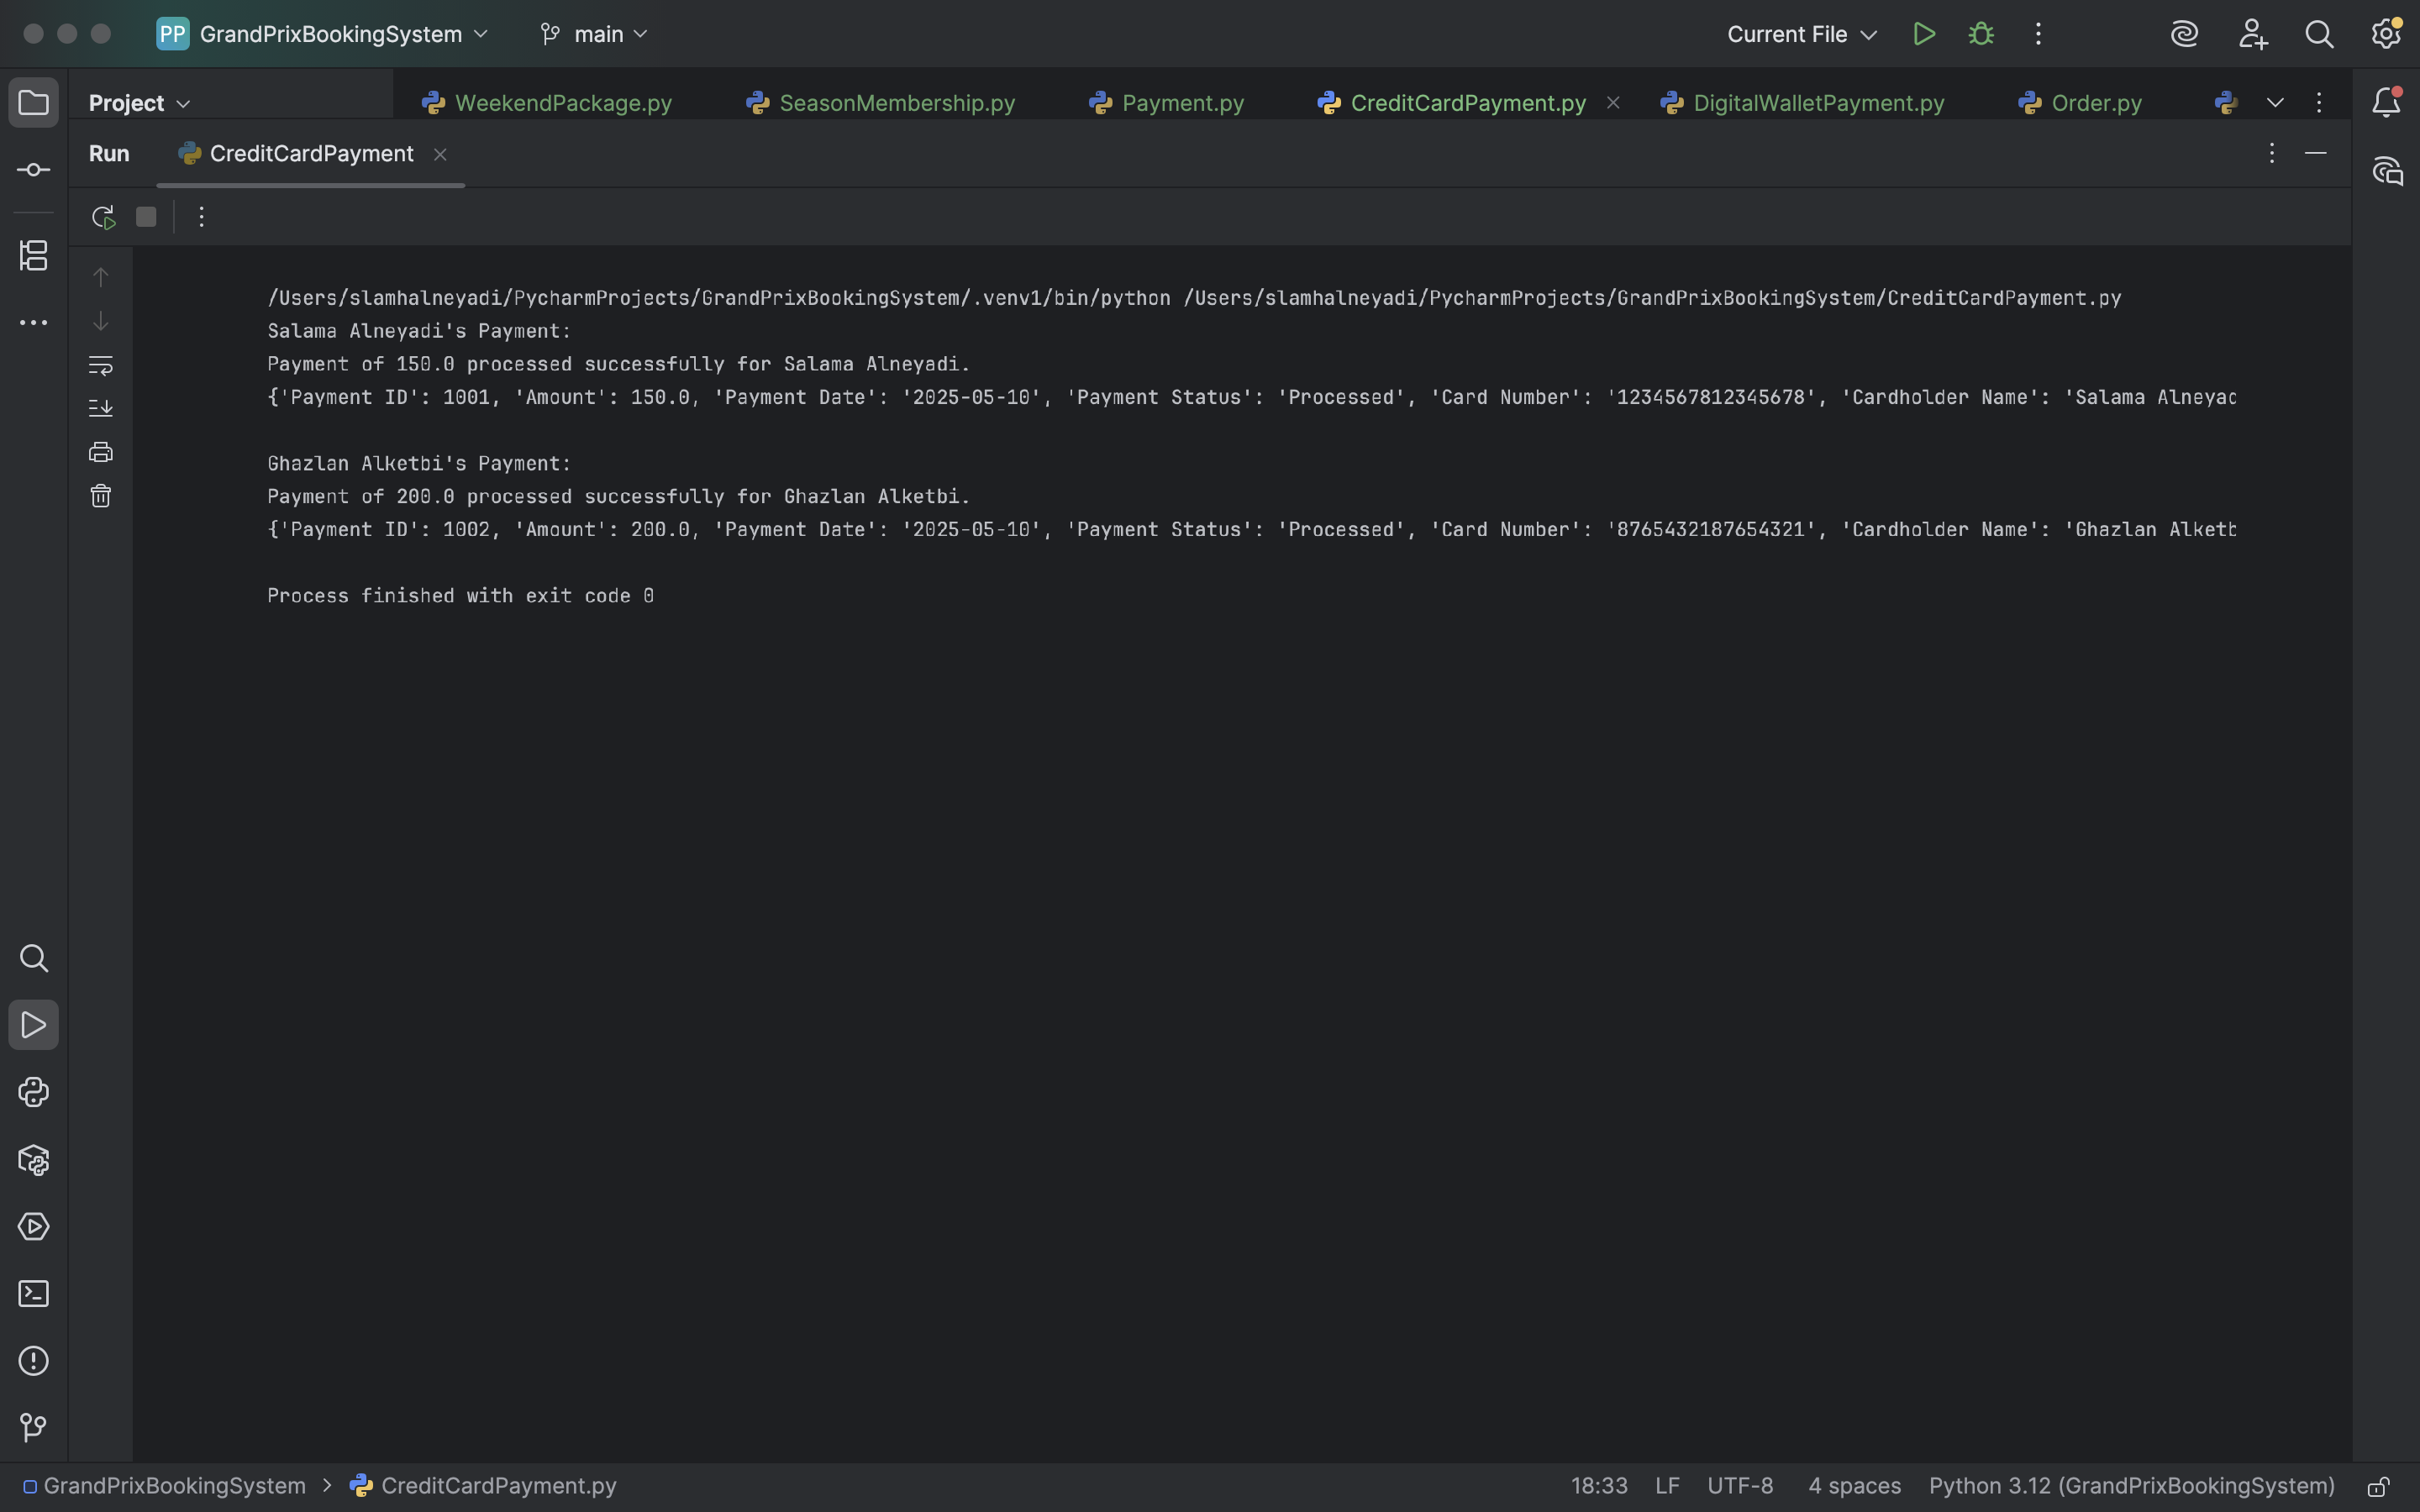 PP GrandPrixBookingSystem main Current File
Project WeekendPackage.py SeasonMembership.py Payment.py CreditCardPayment.py DigitalWalletPayment.py Order.py
Run CreditCardPayment
/Users/slamhalneyadi/PycharmProjects/GrandPrixBookingSystem/.venv1/bin/python /Users/slamhalneyadi/PycharmProjects/GrandPrixBookingSystem/CreditCardPayment.py
Salama Alneyadi's Payment:
Payment of 150.0 processed successfully for Salama Alneyadi.
{'Payment ID': 1001, 'Amount': 150.0, 'Payment Date': '2025-05-10', 'Payment Status': 'Processed', 'Card Number': '1234567812345678', 'Cardholder Name': 'Salama Alneyad
Ghazlan Alketbi's Payment:
Payment of 200.0 processed successfully for Ghazlan Alketbi.
{'Payment ID': 1002, 'Amount': 200.0, 'Payment Date': '2025-05-10', 'Payment Status': 'Processed', 'Card Number': '8765432187654321', 'Cardholder Name': 'Ghazlan Alketb
Process finished with exit code 0
GrandPrixBookingSystem > CreditCardPayment.py 18:33 LF UTF-8 4 spaces Python 3.12 (GrandPrixBookingSystem)